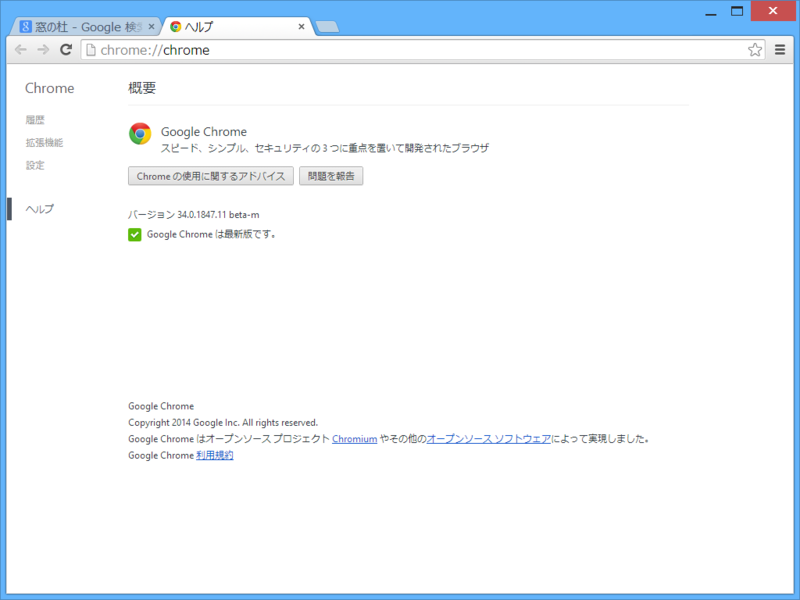 窓の杜 - Google 検
ヘルプ
chrome://chrome
Chrome
履歴
拡張機能
設定
ヘルプ
概要
Google Chrome
スピード、シンプル、セキュリティの 3 つに重点を置いて開発されたブラウザ
Chrome の使用に関するアドバイス
問題を報告
バージョン 34.0.1847.11 beta-m
Google Chrome は最新版です。
Google Chrome
Copyright 2014 Google Inc. All rights reserved.
Google Chrome はオープンソース プロジェクト Chromium やその他のオープンソース ソフトウェアによって実現しました。
Google Chrome 利用規約